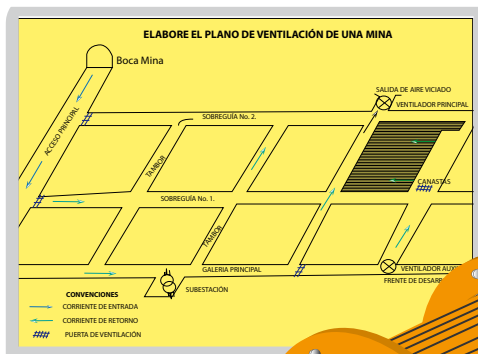 ELABORE EL PLANO DE VENTILACIÓN DE UNA MINA
Boca Mina
SALIDA DE AIRE VICIADO
VENTILADOR PRINCIPAL
SOBREGUÍA No. 2.
ACCESO PRINCIPAL
TAMBOR
CANASTAS
SOBREGUÍA No. 1.
TAMBOR
GALERIA PRINCIPAL
VENTILADOR
FRENTE DE
SUBESTACIÓN
CONVENCIONES
CORRIENTE DE ENTRADA
CORRIENTE DE RETORNO
PUERTA DE VENTILACIÓN